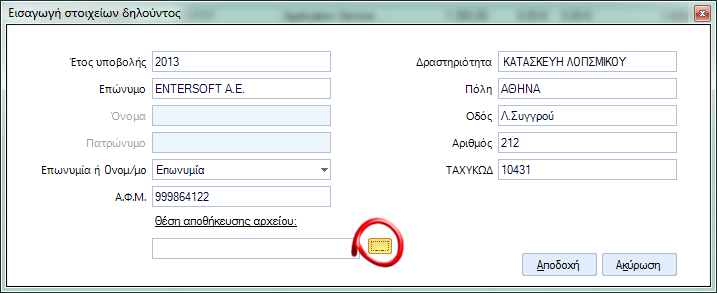 Εισαγωγή στοιχείων δηλούντος
Έτος υποβολής 2013
Επώνυμο ENTERSOFT A.E.
Όνομα
Πατρώνυμο
Επωνυμία ή Ονομ/μο Επωνυμία
Α.Φ.Μ. 999864122
Θέση αποθήκευσης αρχείου:
Δραστηριότητα ΚΑΤΑΣΚΕΥΗ ΛΟΓΙΣΜΙΚΟΥ
Πόλη ΑΘΗΝΑ
Οδός Λ.Συγγρού
Αριθμός 212
ΤΑΧΥΚΩΔ 10431
Αποδοχή Ακύρωση